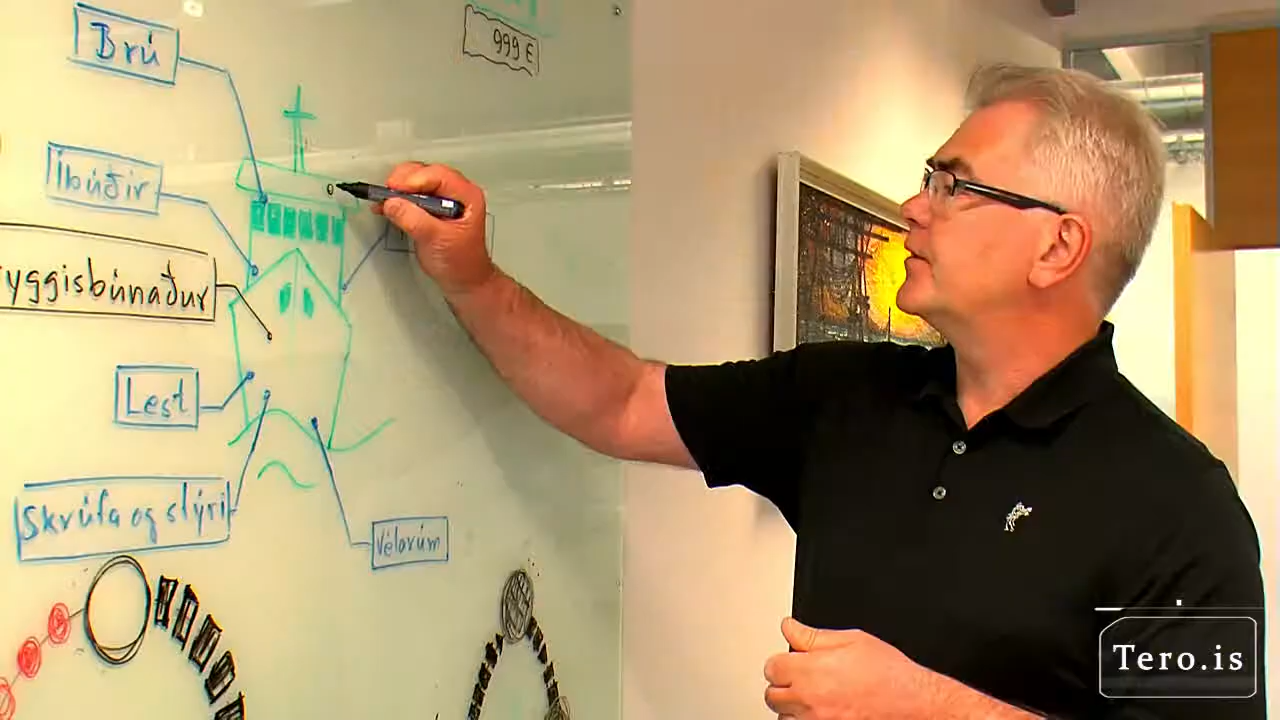 Brú
999 €
Íbúðir
yggisbúnaður
Lest
Skrúfa og stýri
Vélarúm
Tero.is